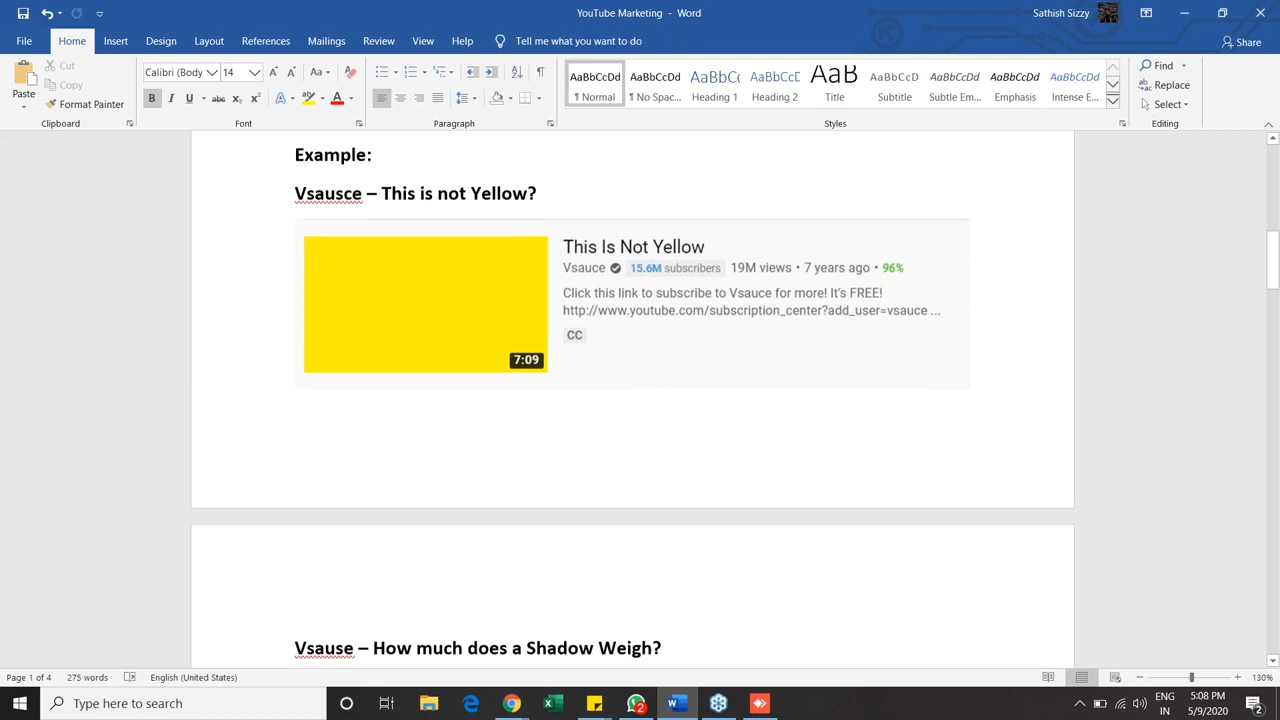 YouTube Marketing - Word
Sathish Sizzy
File Home Insert Design Layout References Mailings Review View Help Tell me what you want to do
Share
Paste
Cut
Copy
Format Painter
Clipboard
Calibri (Body 14
Font
Paragraph
AaBbCcDd AaBbCcDd AaBbCc AaBbCcD AaB AaBbCcD AaBbCcDd AaBbCcDd AaBbCcDd
¶ Normal ¶ No Spac... Heading 1 Heading 2 Title Subtitle Subtle Em... Emphasis Intense E...
Styles
Find
Replace
Select
Editing
Example:
Vsausce – This is not Yellow?
7:09
This Is Not Yellow
Vsauce 15.6M subscribers 19M views • 7 years ago • 96%
Click this link to subscribe to Vsauce for more! It's FREE!
http://www.youtube.com/subscription_center?add_user=vsauce ...
CC
Vsause – How much does a Shadow Weigh?
Page 1 of 4 275 words English (United States) 130%
Type here to search
2
ENG
IN
5:08 PM
5/9/2020
2